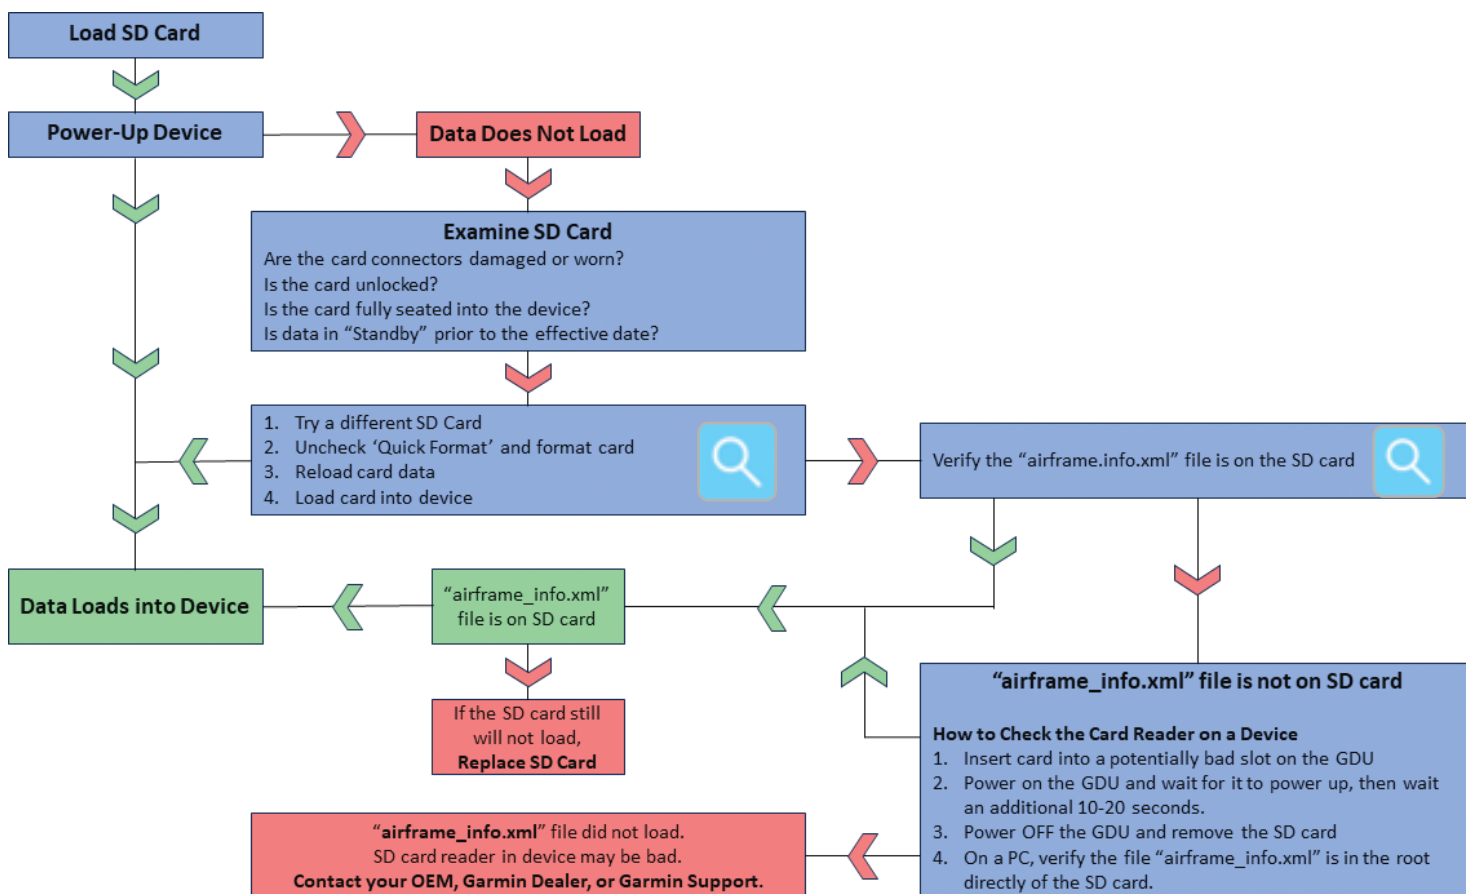 Load SD Card
Power-Up Device
Data Does Not Load
Examine SD Card
Are the card connectors damaged or worn?
Is the card unlocked?
Is the card fully seated into the device?
Is data in “Standby” prior to the effective date?
1. Try a different SD Card
2. Uncheck ‘Quick Format’ and format card
3. Reload card data
4. Load card into device
Verify the “airframe.info.xml” file is on the SD card
Data Loads into Device
“airframe_info.xml”
file is on SD card
If the SD card still
will not load,
Replace SD Card
“airframe_info.xml” file is not on SD card
How to Check the Card Reader on a Device
1. Insert card into a potentially bad slot on the GDU
2. Power on the GDU and wait for it to power up, then wait
an additional 10-20 seconds.
3. Power OFF the GDU and remove the SD card
4. On a PC, verify the file “airframe_info.xml” is in the root
directly of the SD card.
“airframe_info.xml” file did not load.
SD card reader in device may be bad.
Contact your OEM, Garmin Dealer, or Garmin Support.